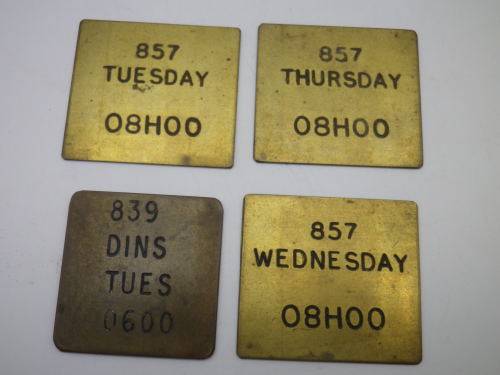 857
TUESDAY
08H00
857
THURSDAY
08H00
839
DINS
TUES
0600
857
WEDNESDAY
08H00